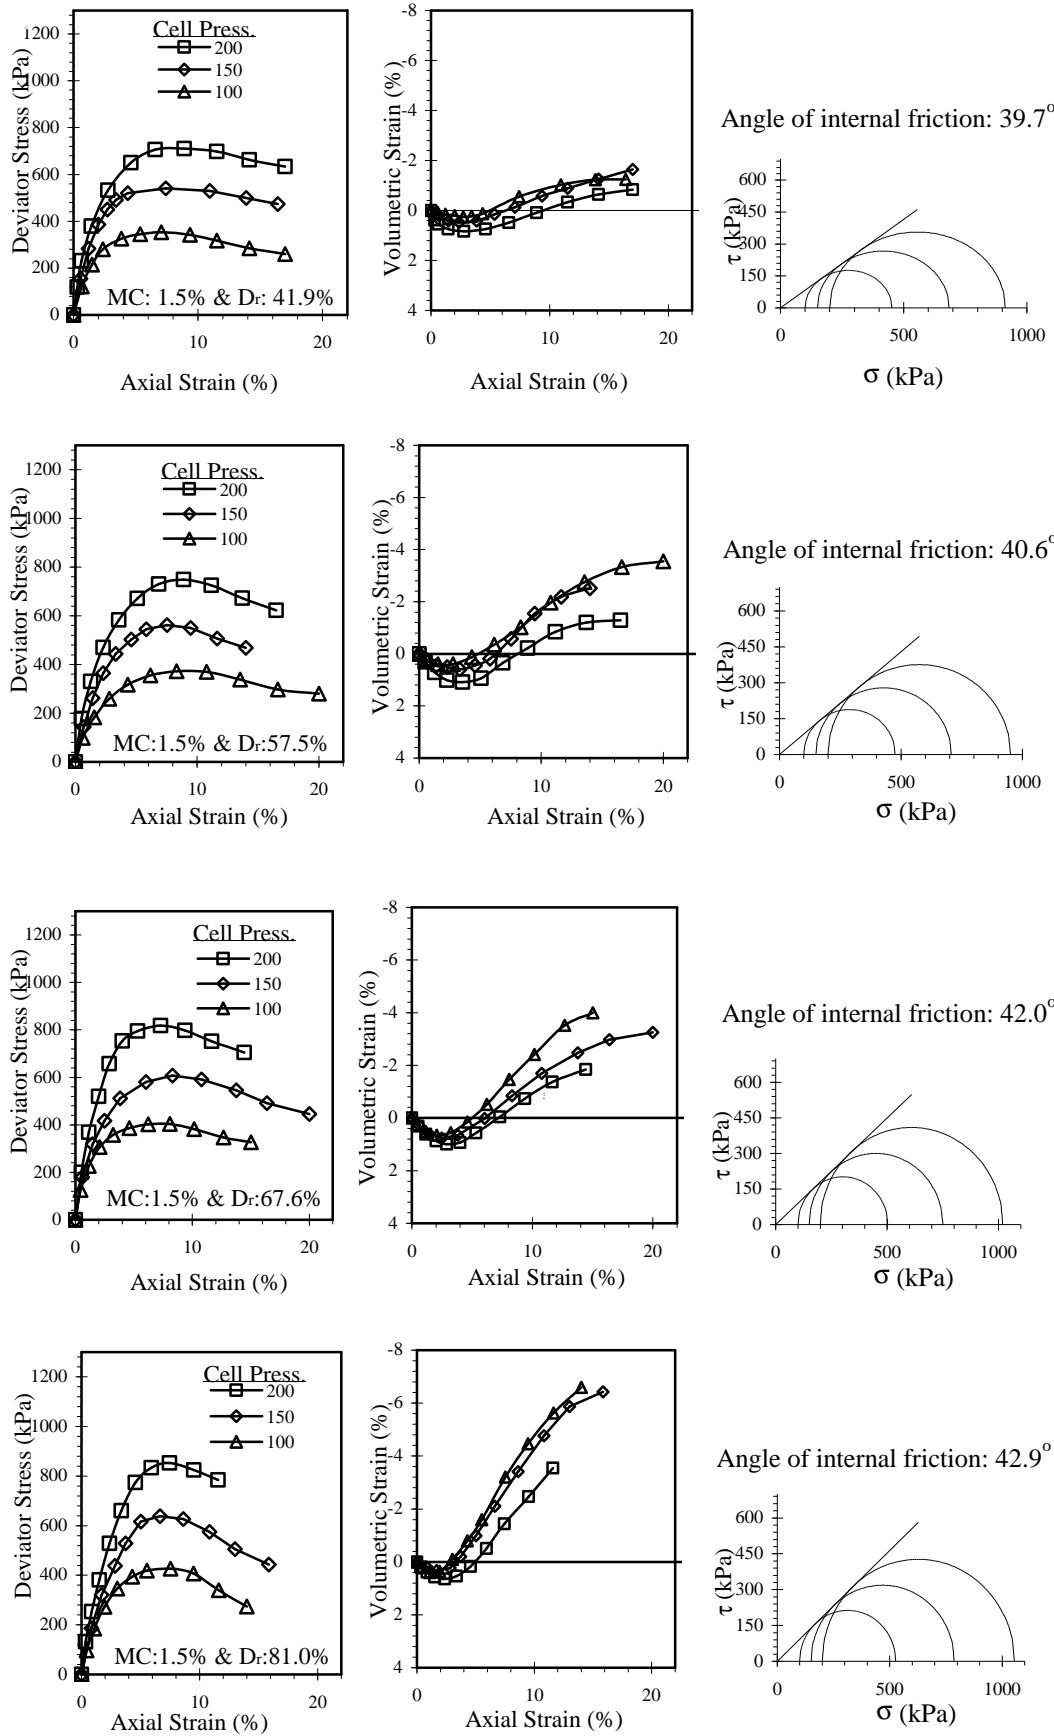 Deviator Stress (kPa)
1200
1000
800
600
400
200
0
Cell Press.
200
150
100
MC: 1.5% & Dr: 41.9%
0 10 20
Axial Strain (%)
Volumetric Strain (%)
-8
-6
-4
-2
0
2
4
0 10 20
Axial Strain (%)
Angle of internal friction: 39.7°
τ (kPa)
600
450
300
150
0
0 500 1000
σ (kPa)
Deviator Stress (kPa)
1200
1000
800
600
400
200
0
Cell Press.
200
150
100
MC:1.5% & Dr:57.5%
0 10 20
Axial Strain (%)
Volumetric Strain (%)
-8
-6
-4
-2
0
2
4
0 10 20
Axial Strain (%)
Angle of internal friction: 40.6°
τ (kPa)
600
450
300
150
0
0 500 1000
σ (kPa)
Deviator Stress (kPa)
1200
1000
800
600
400
200
0
Cell Press.
200
150
100
MC:1.5% & Dr:67.6%
0 10 20
Axial Strain (%)
Volumetric Strain (%)
-8
-6
-4
-2
0
2
4
0 10 20
Axial Strain (%)
Angle of internal friction: 42.0°
τ (kPa)
600
450
300
150
0
0 500 1000
σ (kPa)
Deviator Stress (kPa)
1200
1000
800
600
400
200
0
Cell Press.
200
150
100
MC:1.5% & Dr:81.0%
0 10 20
Axial Strain (%)
Volumetric Strain (%)
-8
-6
-4
-2
0
2
4
0 10 20
Axial Strain (%)
Angle of internal friction: 42.9°
τ (kPa)
600
450
300
150
0
0 500 1000
σ (kPa)